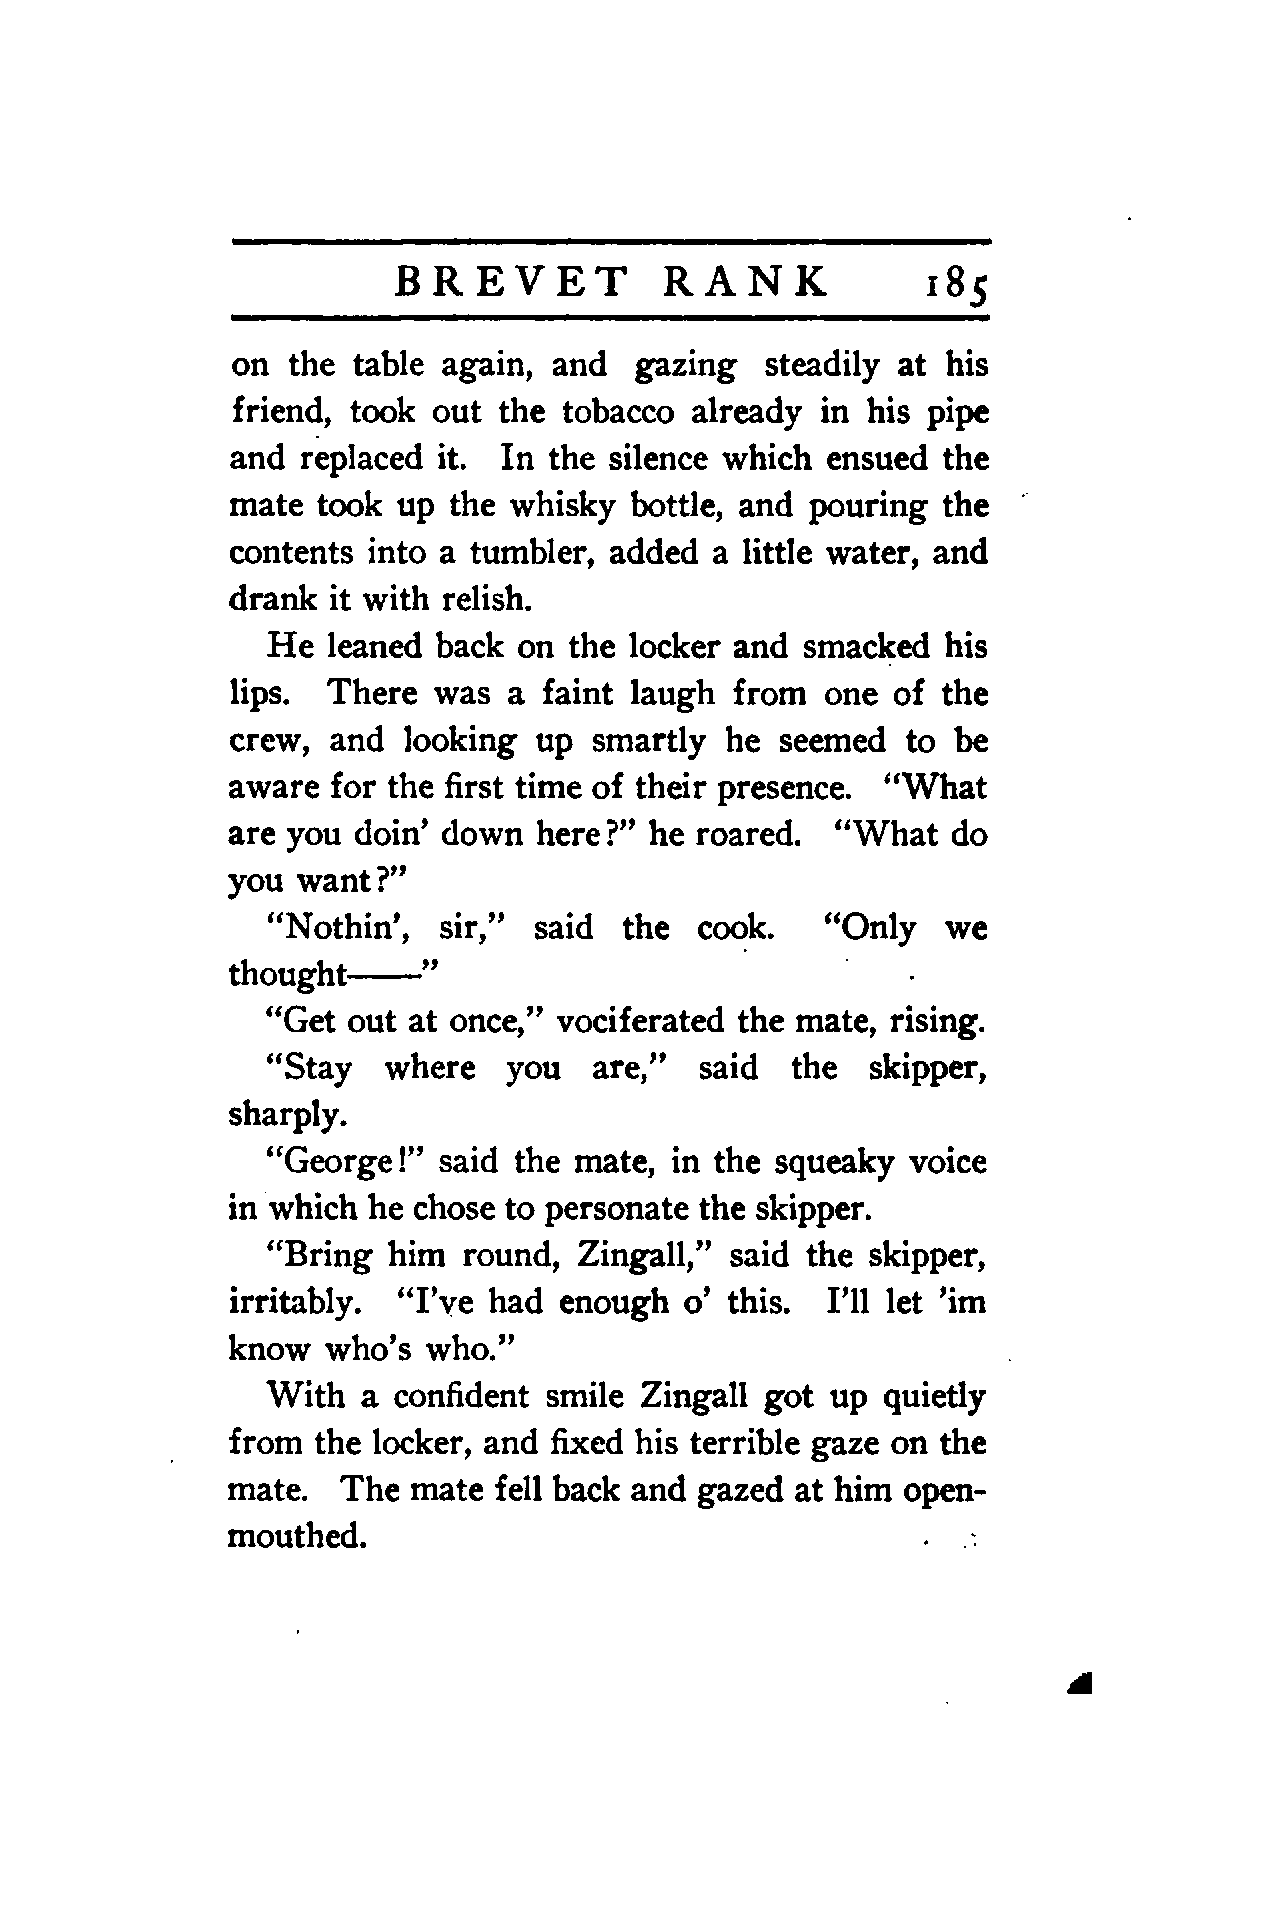 BREVET RANK 185
on the table again, and gazing steadily at his
friend, took out the tobacco already in his pipe
and replaced it. In the silence which ensued the
mate took up the whisky bottle, and pouring the
contents into a tumbler, added a little water, and
drank it with relish.
He leaned back on the locker and smacked his
lips. There was a faint laugh from one of the
crew, and looking up smartly he seemed to be
aware for the first time of their presence. “What
are you doin’ down here?” he roared. “What do
you want?”
“Nothin’, sir,” said the cook. “Only we
thought——”
“Get out at once,” vociferated the mate, rising.
“Stay where you are,” said the skipper,
sharply.
“George!” said the mate, in the squeaky voice
in which he chose to personate the skipper.
“Bring him round, Zingall,” said the skipper,
irritably. “I’ve had enough o’ this. I’ll let ’im
know who’s who.”
With a confident smile Zingall got up quietly
from the locker, and fixed his terrible gaze on the
mate. The mate fell back and gazed at him open-
mouthed.